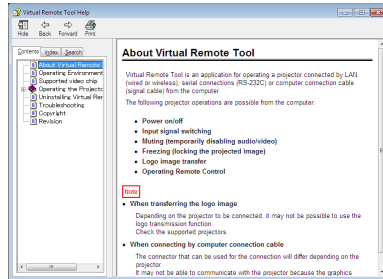 Virtual Remote Tool Help
Hide Back Forward Print
Contents Index Search
About Virtual Remote
Operating Environment
Supported video chip
Operating the Projecto
Uninstalling Virtual Rer
Troubleshooting
Copyright
Revision
About Virtual Remote Tool
Virtual Remote Tool is an application for operating a projector connected by LAN
(wired or wireless), serial connections (RS-232C) or computer connection cable
(signal cable) from the computer.
The following projector operations are possible from the computer:
• Power on/off
• Input signal switching
• Muting (temporarily disabling audio/video)
• Freezing (locking the projected image)
• Logo image transfer
• Operating Remote Control
Note
• When transferring the logo image
Depending on the projector to be connected, it may not be possible to use the
logo transmission function.
Check the supported projectors.
• When connecting by computer connection cable
The connector that can be used for the connection will differ depending on the
projector.
It may not be able to communicate with the projector because the graphics